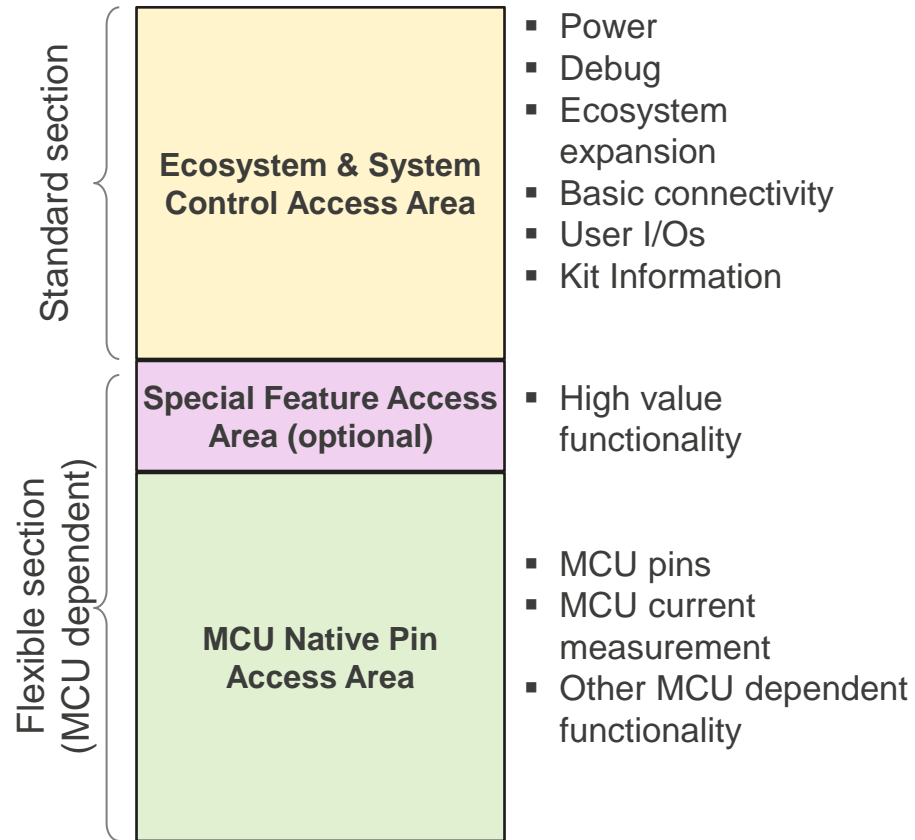 Standard section
Ecosystem & System
Control Access Area
▪ Power
▪ Debug
▪ Ecosystem
expansion
▪ Basic connectivity
▪ User I/Os
▪ Kit Information
Flexible section
(MCU dependent)
Special Feature Access
Area (optional)
▪ High value
functionality
MCU Native Pin
Access Area
▪ MCU pins
▪ MCU current
measurement
▪ Other MCU dependent
functionality